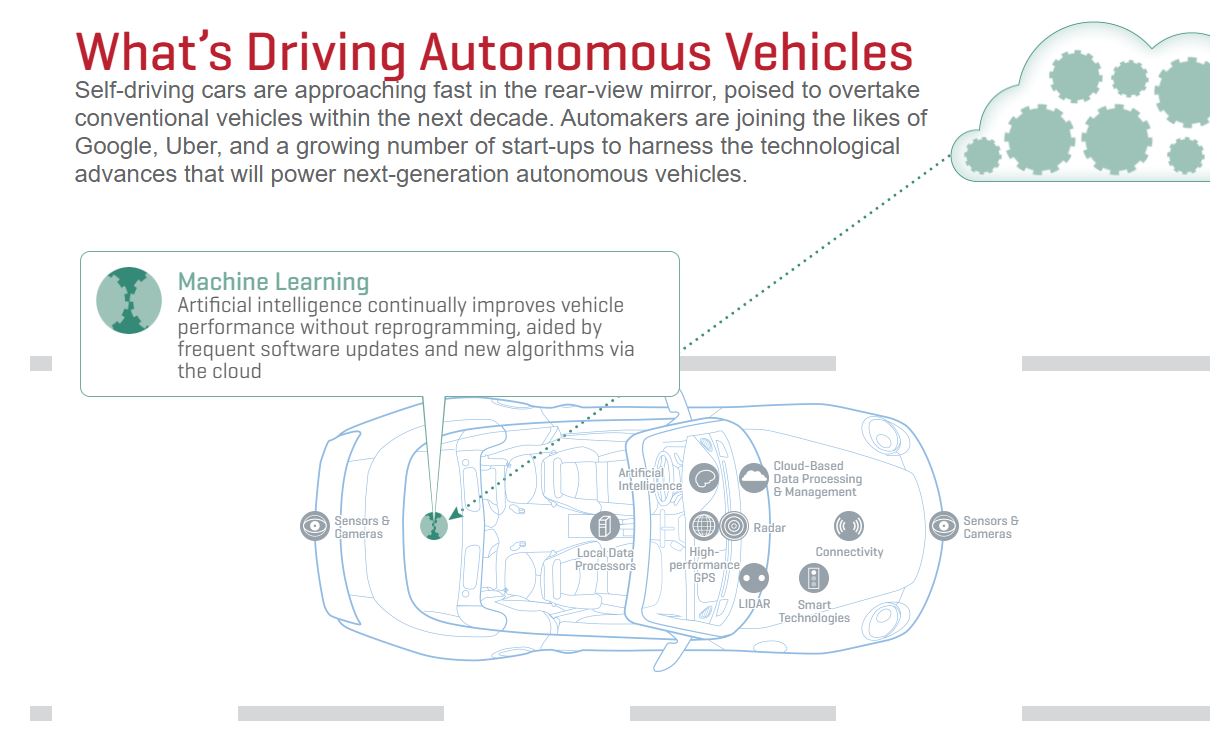 What's Driving Autonomous Vehicles
Self-driving cars are approaching fast in the rear-view mirror, poised to overtake
conventional vehicles within the next decade. Automakers are joining the likes of
Google, Uber, and a growing number of start-ups to harness the technological
advances that will power next-generation autonomous vehicles.
Machine Learning
Artificial intelligence continually improves vehicle
performance without reprogramming, aided by
frequent software updates and new algorithms via
the cloud
Artificial
Intelligence
Cloud-Based
Data Processing
& Management
Sensors &
Cameras
Local Data
Processors
High-
performance
GPS
Radar
Connectivity
Sensors &
Cameras
LIDAR
Smart
Technologies